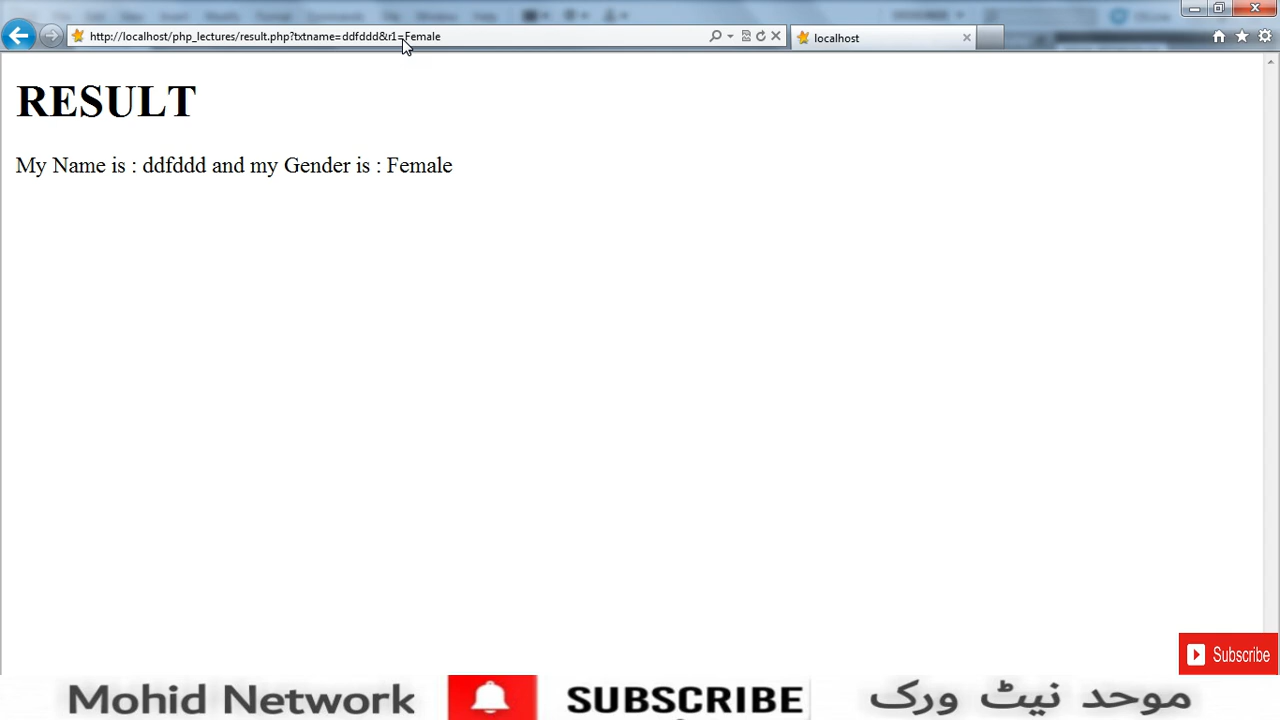 http://localhost/php_lectures/result.php?txtname=ddfddd&r1=Female
localhost
RESULT
My Name is : ddfddd and my Gender is : Female
Subscribe
Mohid Network
SUBSCRIBE
موحد نیٹ ورک